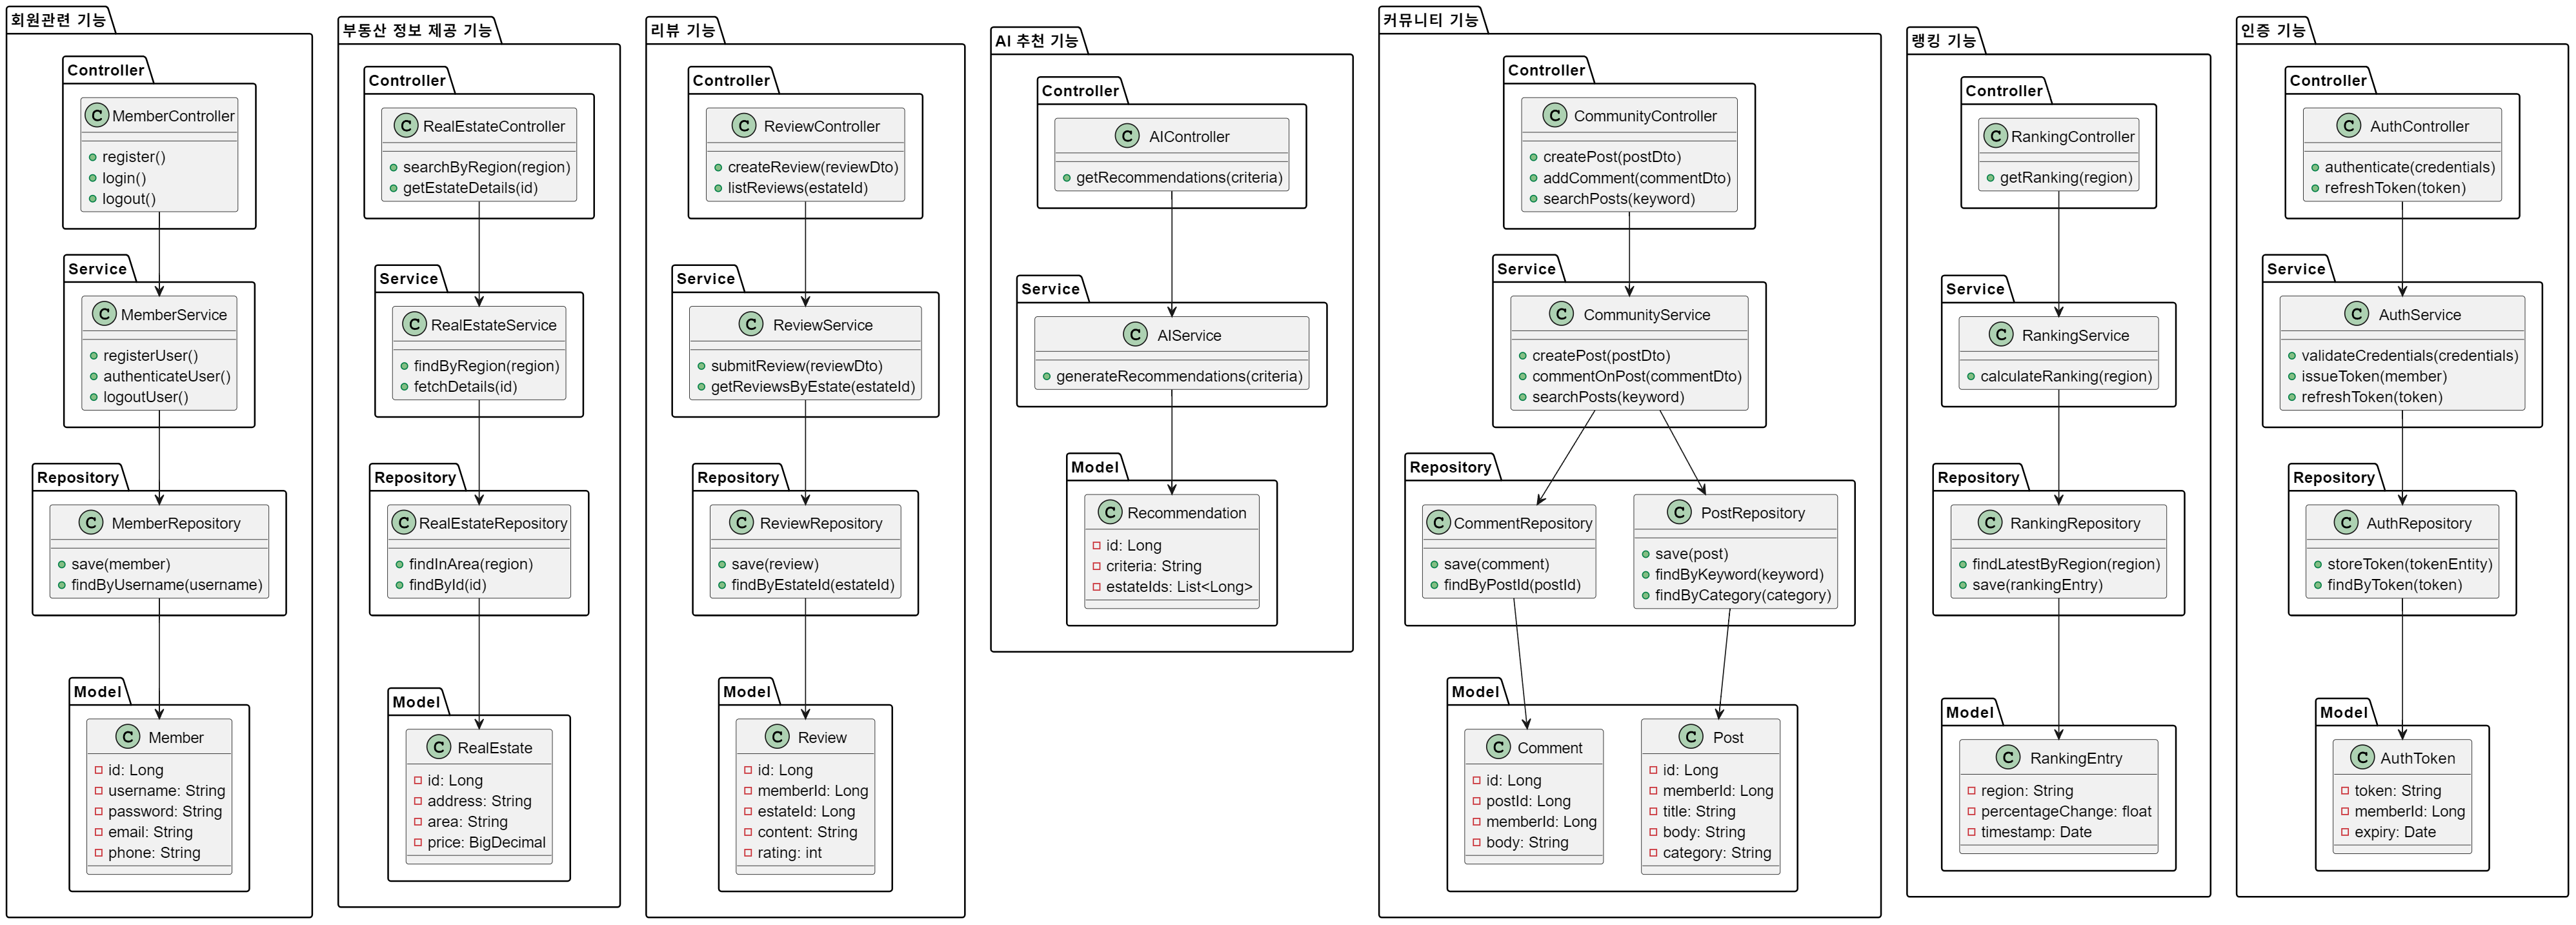 회원관련 기능
Controller
C MemberController
register()
login()
logout()
Service
C MemberService
registerUser()
authenticateUser()
logoutUser()
Repository
C MemberRepository
save(member)
findByUsername(username)
Model
C Member
id: Long
username: String
password: String
email: String
phone: String
부동산 정보 제공 기능
Controller
C RealEstateController
searchByRegion(region)
getEstateDetails(id)
Service
C RealEstateService
findByRegion(region)
fetchDetails(id)
Repository
C RealEstateRepository
findInArea(region)
findById(id)
Model
C RealEstate
id: Long
address: String
area: String
price: BigDecimal
리뷰 기능
Controller
C ReviewController
createReview(reviewDto)
listReviews(estateId)
Service
C ReviewService
submitReview(reviewDto)
getReviewsByEstate(estateId)
Repository
C ReviewRepository
save(review)
findByEstateId(estateId)
Model
C Review
id: Long
memberId: Long
estateId: Long
content: String
rating: int
AI 추천 기능
Controller
C AIController
getRecommendations(criteria)
Service
C AIService
generateRecommendations(criteria)
Model
C Recommendation
id: Long
criteria: String
estateIds: List<Long>
커뮤니티 기능
Controller
C CommunityController
createPost(postDto)
addComment(commentDto)
searchPosts(keyword)
Service
C CommunityService
createPost(postDto)
commentOnPost(commentDto)
searchPosts(keyword)
Repository
C CommentRepository
save(comment)
findByPostId(postId)
C PostRepository
save(post)
findByKeyword(keyword)
findByCategory(category)
Model
C Comment
id: Long
postId: Long
memberId: Long
body: String
C Post
id: Long
memberId: Long
title: String
body: String
category: String
랭킹 기능
Controller
C RankingController
getRanking(region)
Service
C RankingService
calculateRanking(region)
Repository
C RankingRepository
findLatestByRegion(region)
save(rankingEntry)
Model
C RankingEntry
region: String
percentageChange: float
timestamp: Date
인증 기능
Controller
C AuthController
authenticate(credentials)
refreshToken(token)
Service
C AuthService
validateCredentials(credentials)
issueToken(member)
refreshToken(token)
Repository
C AuthRepository
storeToken(tokenEntity)
findByToken(token)
Model
C AuthToken
token: String
memberId: Long
expiry: Date